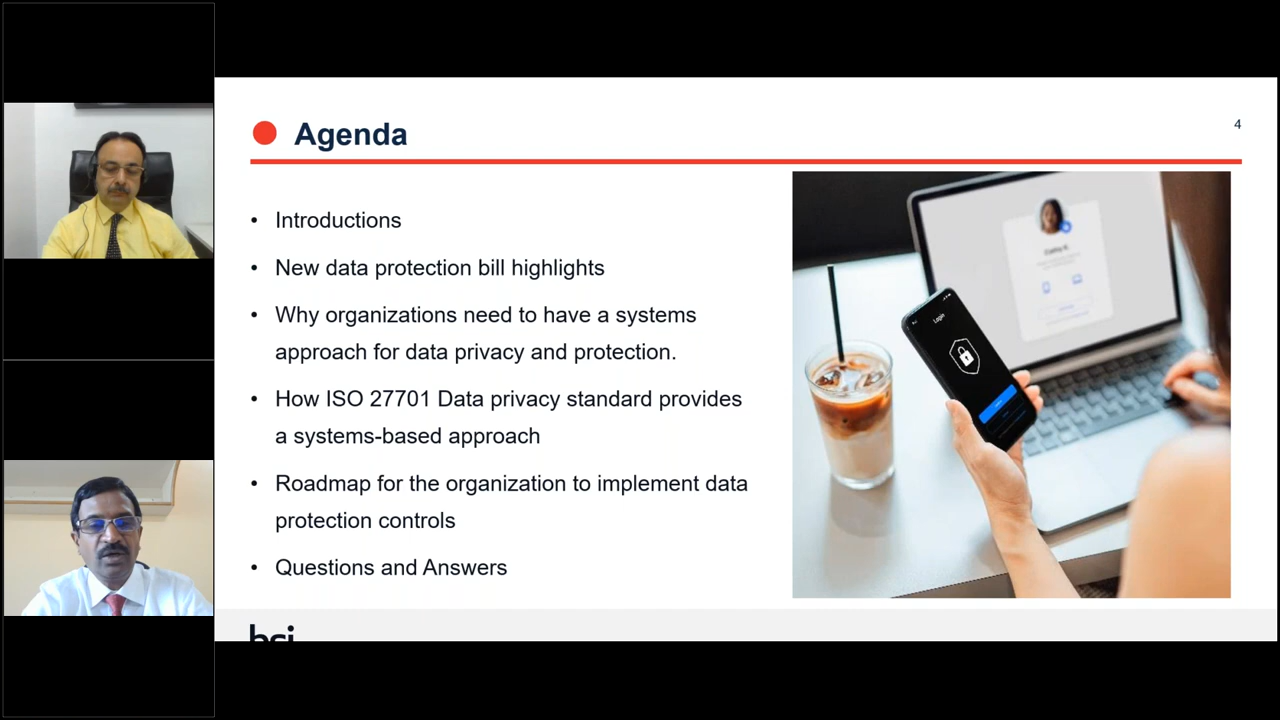 Agenda
4
• Introductions
• New data protection bill highlights
• Why organizations need to have a systems
approach for data privacy and protection.
• How ISO 27701 Data privacy standard provides
a systems-based approach
• Roadmap for the organization to implement data
protection controls
• Questions and Answers
Login
bsi